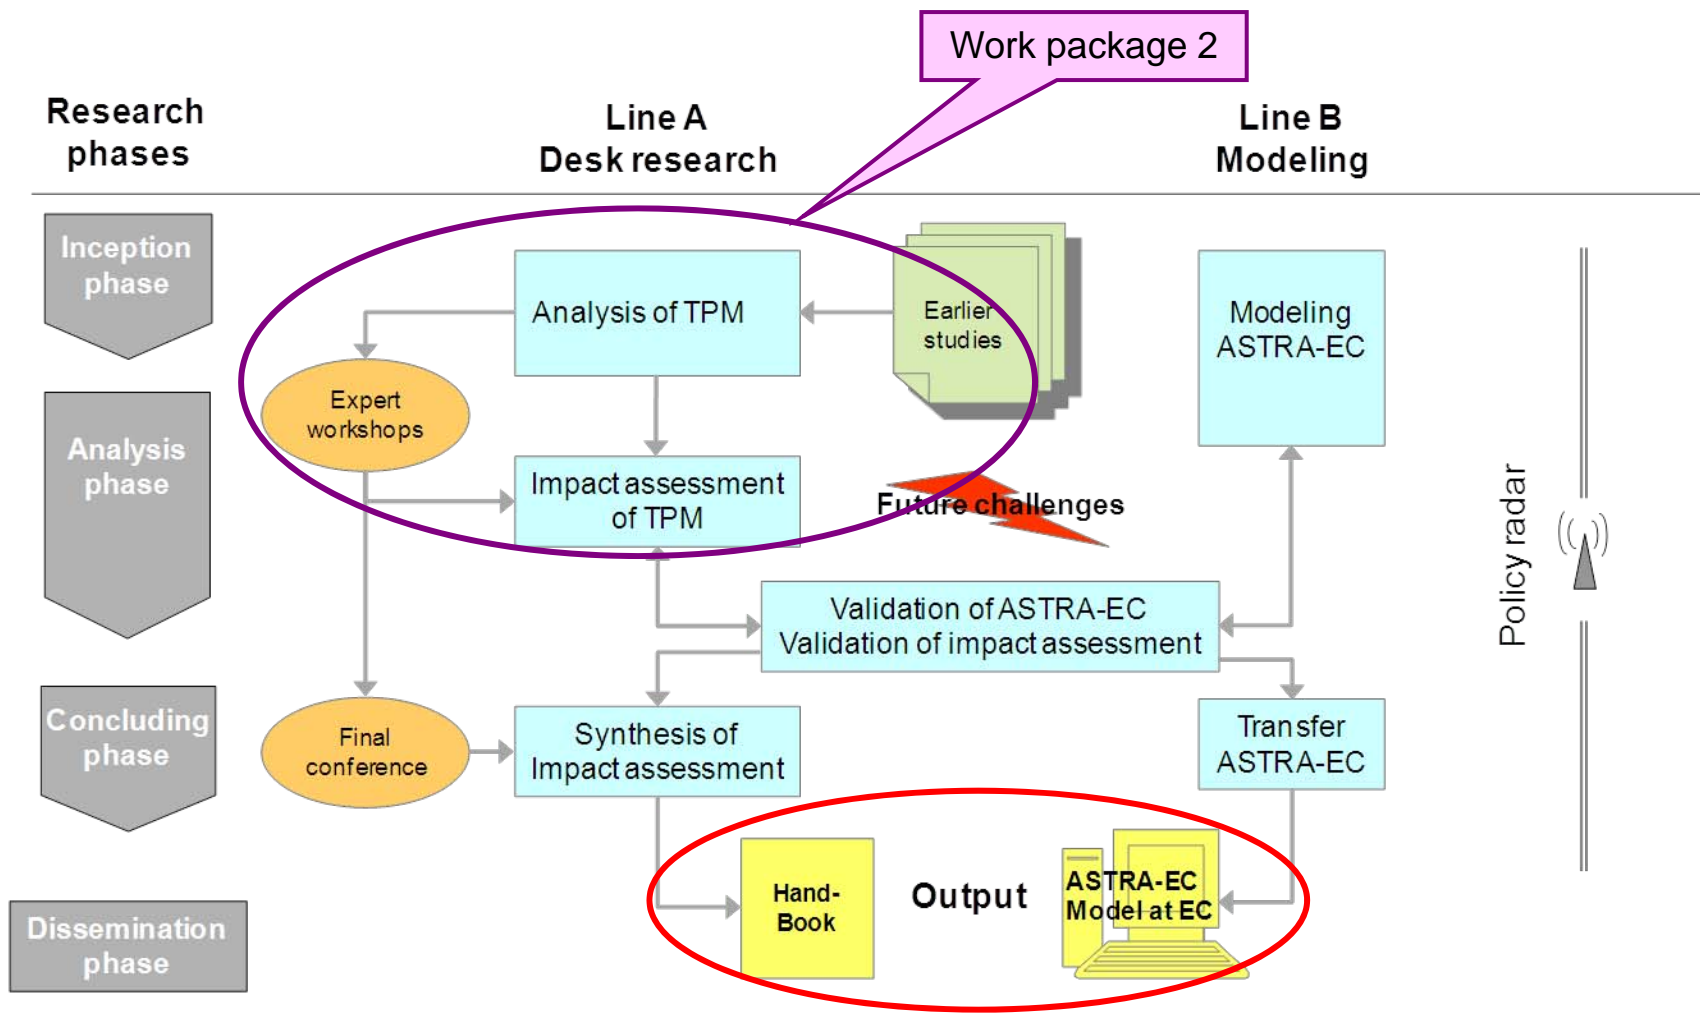 Work package 2
Research
phases
Line A
Desk research
Line B
Modeling
Inception
phase
Analysis of TPM
Earlier
studies
Modeling
ASTRA-EC
Expert
workshops
Analysis
phase
Impact assessment
of TPM
Future challenges
Policy radar
Validation of ASTRA-EC
Validation of impact assessment
Concluding
phase
Final
conference
Synthesis of
Impact assessment
Transfer
ASTRA-EC
Hand-
Book
Output
ASTRA-EC
Model at EC
Dissemination
phase